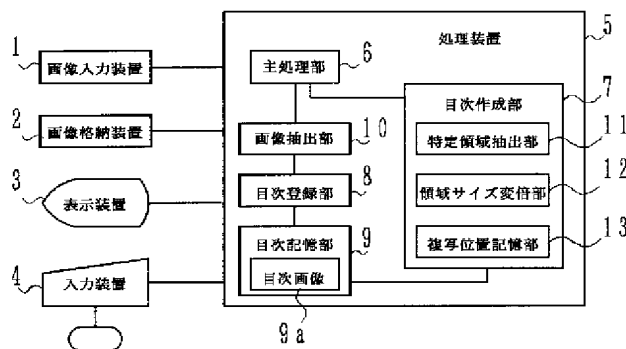 処理装置
5
1
画像入力装置
主処理部
6
7
目次作成部
2
画像格納装置
画像抽出部
10
特定領域抽出部
11
3
表示装置
目次登録部
8
領域サイズ変倍部
12
目次記憶部
9
複写位置記憶部
13
4
入力装置
目次画像
9a